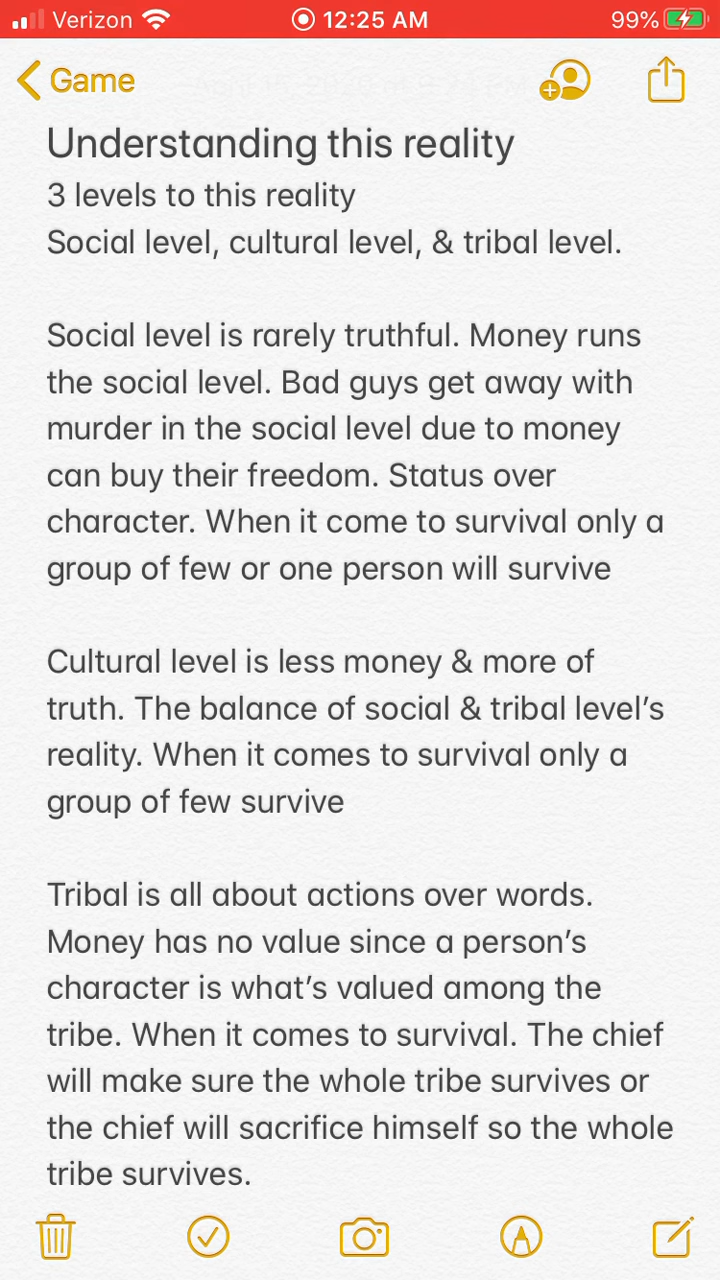 Verizon 12:25 AM 99%
Game
Understanding this reality
3 levels to this reality
Social level, cultural level, & tribal level.
Social level is rarely truthful. Money runs
the social level. Bad guys get away with
murder in the social level due to money
can buy their freedom. Status over
character. When it come to survival only a
group of few or one person will survive
Cultural level is less money & more of
truth. The balance of social & tribal level’s
reality. When it comes to survival only a
group of few survive
Tribal is all about actions over words.
Money has no value since a person’s
character is what’s valued among the
tribe. When it comes to survival. The chief
will make sure the whole tribe survives or
the chief will sacrifice himself so the whole
tribe survives.